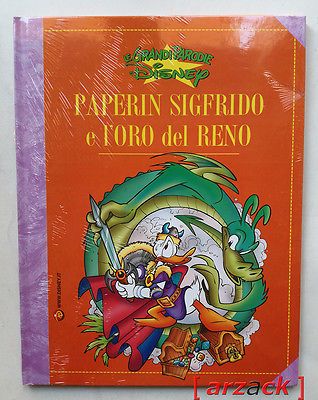 Le GRANDI PARODIE
DISNEY
PAPERIN SIGFRIDO
e l'ORO del RENO
WWW.DISNEY.IT
[ arzack ]